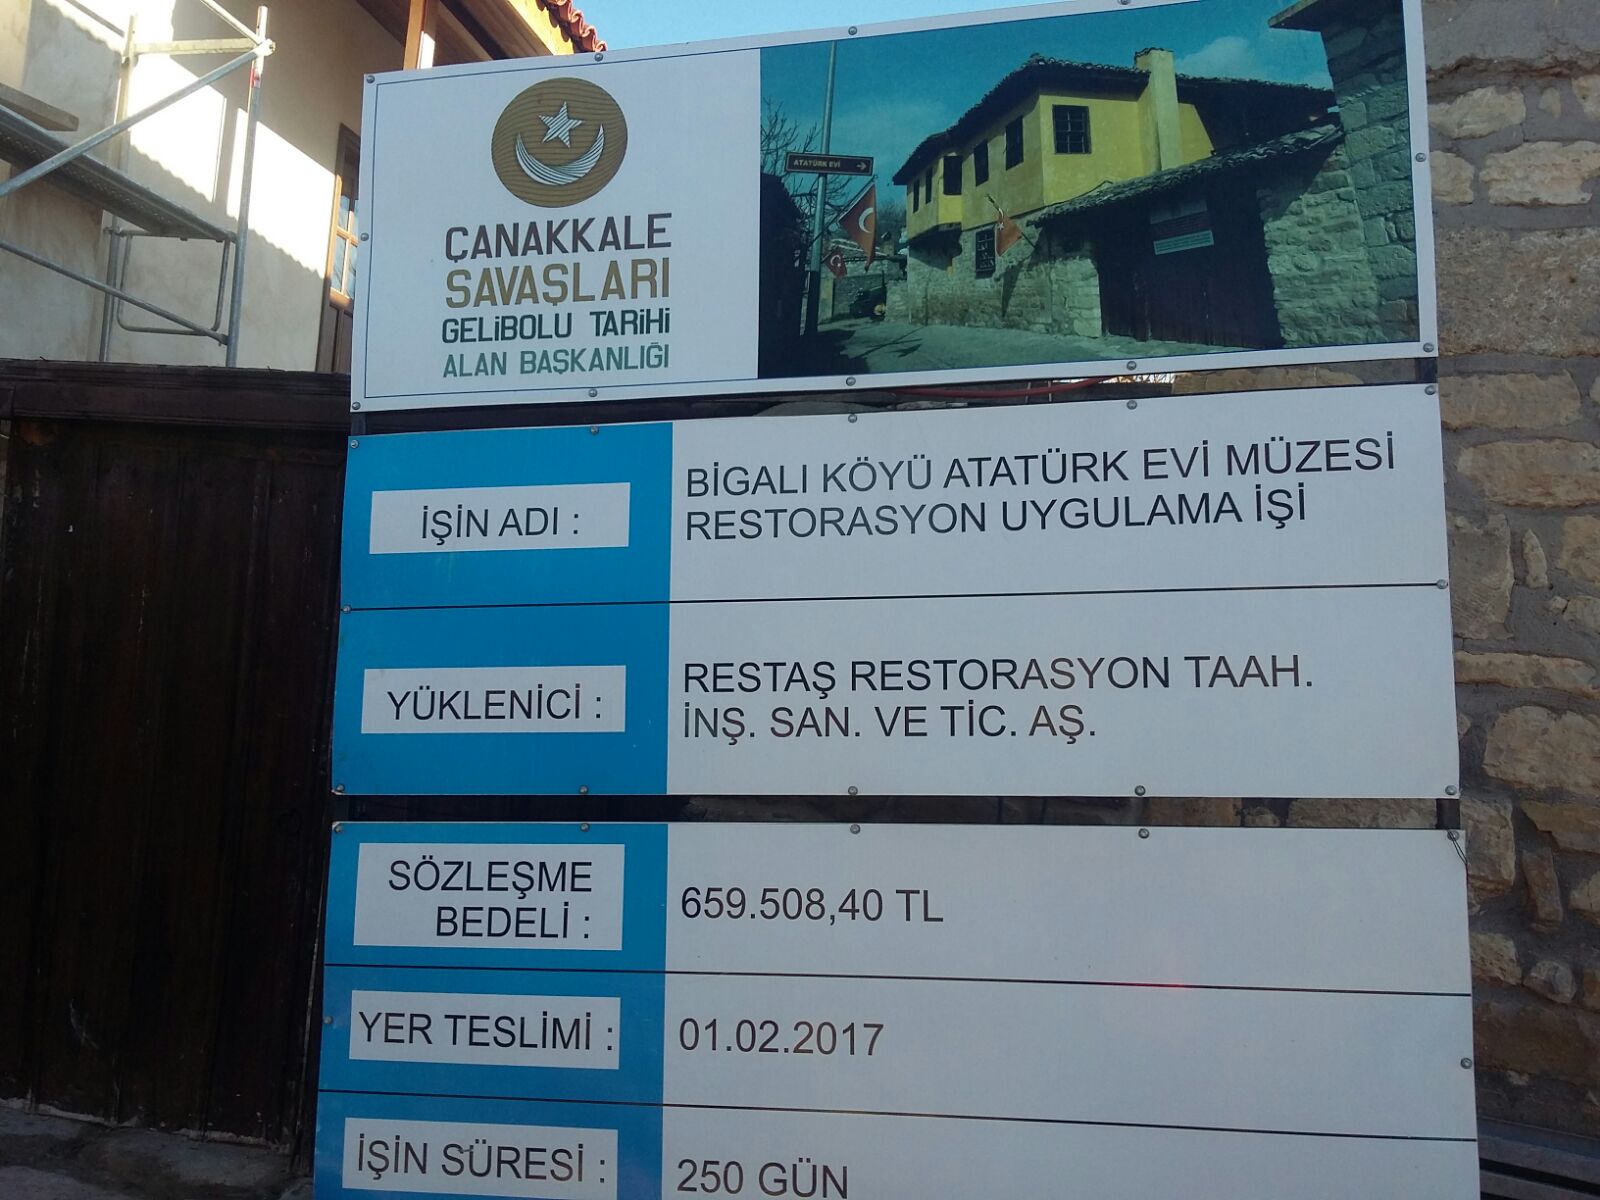 ÇANAKKALE
SAVAŞLARI
GELİBOLU TARİHİ
ALAN BAŞKANLIĞI
ATATÜRK EVİ
İŞİN ADI :
BİGALI KÖYÜ ATATÜRK EVİ MÜZESİ
RESTORASYON UYGULAMA İŞİ
YÜKLENİCİ :
RESTAŞ RESTORASYON TAAH.
İNŞ. SAN. VE TİC. AŞ.
SÖZLEŞME
BEDELİ :
659.508,40 TL
YER TESLİMİ :
01.02.2017
İŞİN SÜRESİ :
250 GÜN